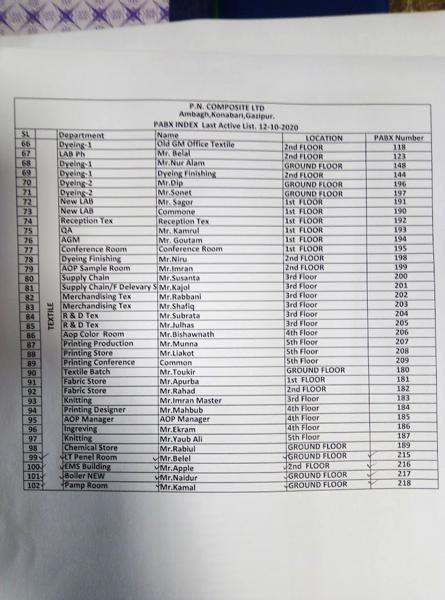 P.N. COMPOSITE LTD
Ambagh,Konabari,Gazipur.
PABX INDEX Last Active List. 12-10-2020
SL Department Name LOCATION PABX Number
66 Dyeing-1 Old GM Office Textile 2nd FLOOR 118
67 LAB Ph Mr. Belal 2nd FLOOR 123
68 Dyeing-1 Mr.Nur Alam GROUND FLOOR 148
69 Dyeing-1 Dyeing Finishing 2nd FLOOR 144
70 Dyeing-2 Mr.Dip GROUND FLOOR 196
71 Dyeing-2 Mr.Sonet GROUND FLOOR 197
72 New LAB Mr. Sagor 1st FLOOR 191
73 New LAB Commone 1st FLOOR 190
74 Reception Tex Reception Tex 1st FLOOR 192
75 QA Mr. Kamrul 1st FLOOR 193
76 AGM Mr. Goutam 1st FLOOR 194
77 Conference Room Conference Room 1st FLOOR 195
78 Dyeing Finishing Mr.Niru 2nd FLOOR 198
79 AOP Sample Room Mr.Imran 2nd FLOOR 199
80 Supply Chain Mr.Susanta 3rd Floor 200
81 Supply Chain/F Delevary S Mr.Kajol 3rd Floor 201
82 Merchandising Tex Mr.Rabbani 3rd Floor 202
83 Merchandising Tex Mr.Shafiq 3rd Floor 203
84 R & D Tex Mr.Subrata 3rd Floor 204
85 R & D Tex Mr.Julhas 3rd Floor 205
86 Aop Color Room Mr.Bishawnath 4th Floor 206
87 Printing Production Mr.Munna 5th Floor 207
88 Printing Store Mr.Liakot 5th Floor 208
89 Printing Conference Common 5th Floor 209
90 Textile Batch Mr.Toukir GROUND FLOOR 180
91 Fabric Store Mr.Apurba 1st FLOOR 181
92 Fabric Store Mr.Rahad 2nd FLOOR 182
93 Knitting Mr.Imran Master 3rd Floor 183
94 Printing Designer Mr.Mahbub 4th Floor 184
95 AOP Manager AOP Manager 4th Floor 185
96 Ingreving Mr.Ekram 4th Floor 186
97 Knitting Mr.Yaub Ali 5th Floor 187
98 Chemical Store Mr.Rabiul GROUND FLOOR 189
99 LT Penel Room Mr.Belel GROUND FLOOR 215
100 EMS Building Mr.Apple 2nd FLOOR 216
101 Boiler NEW Mr.Naidur GROUND FLOOR 217
102 Pamp Room Mr.Kamal GROUND FLOOR 218
TEXTILE